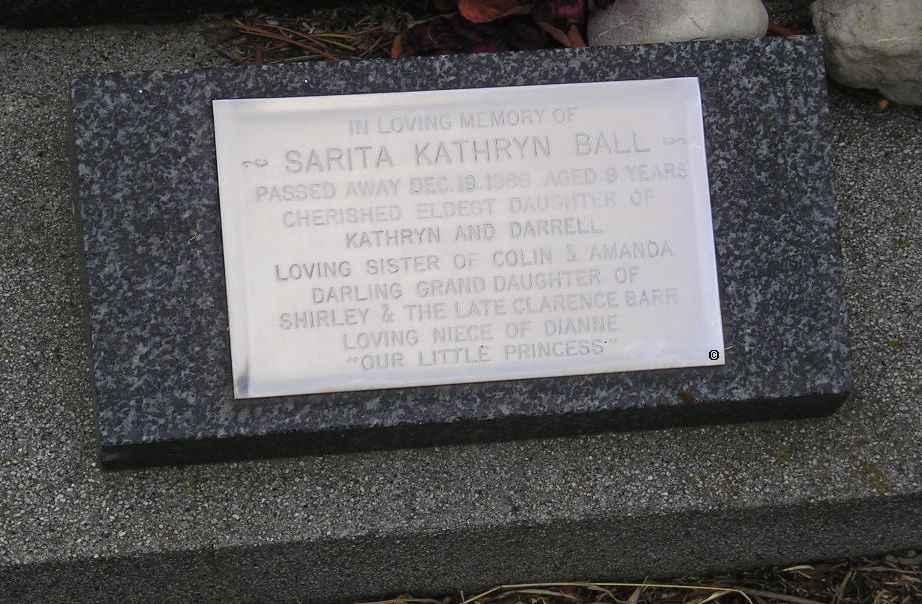 IN LOVING MEMORY OF
~ SARITA KATHRYN BALL ~
PASSED AWAY DEC. 19. 1986 AGED 9 YEARS
CHERISHED ELDEST DAUGHTER OF
KATHRYN AND DARRELL
LOVING SISTER OF COLIN & AMANDA
DARLING GRAND DAUGHTER OF
SHIRLEY & THE LATE CLARENCE BARR
LOVING NIECE OF DIANNE
"OUR LITTLE PRINCESS"
©